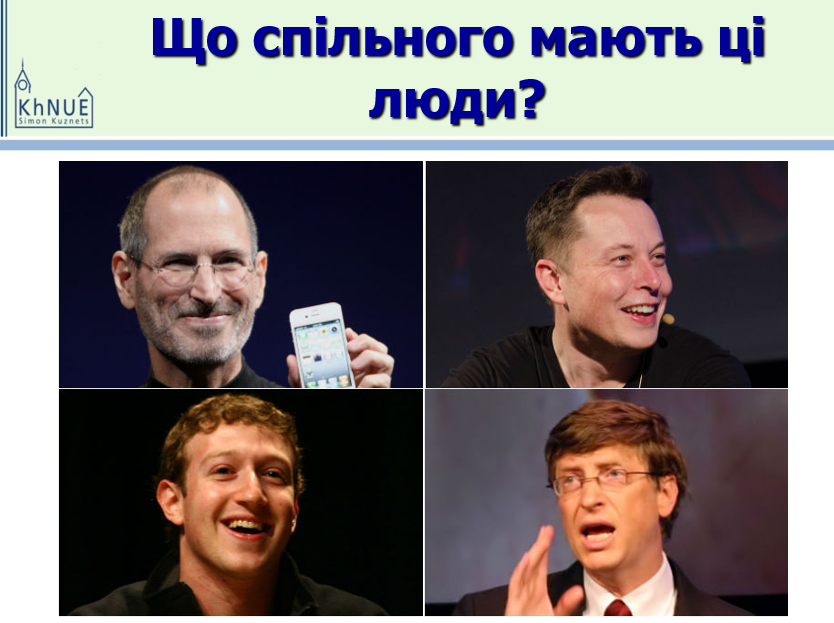 Що спільного мають ці
люди?
KhNUE
Simon Kuznets